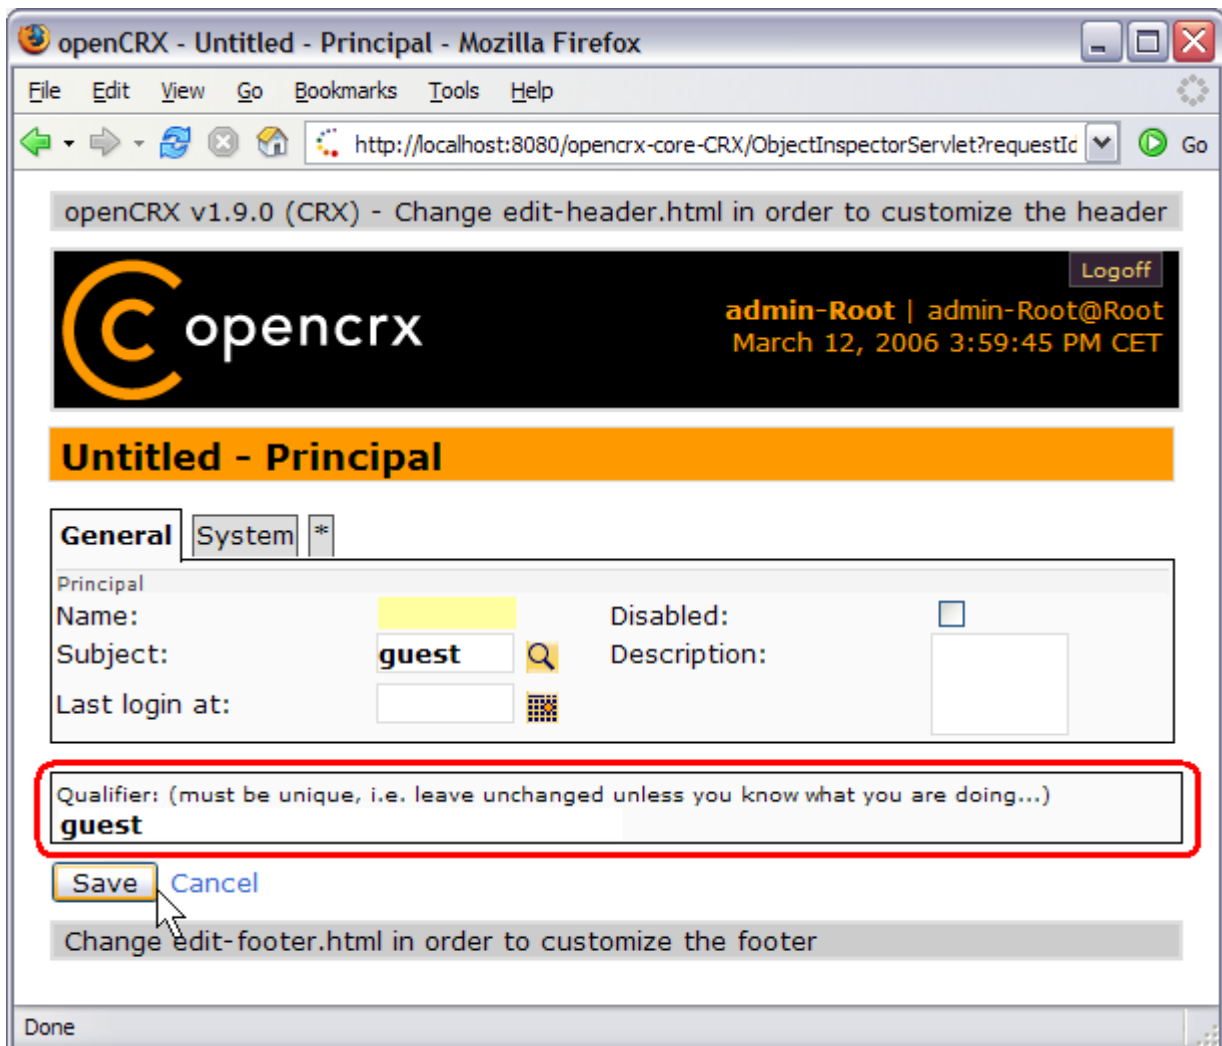 openCRX - Untitled - Principal - Mozilla Firefox
File Edit View Go Bookmarks Tools Help
http://localhost:8080/opencrx-core-CRX/ObjectInspectorServlet?requestId Go
openCRX v1.9.0 (CRX) - Change edit-header.html in order to customize the header
Logoff
opencrx
admin-Root | admin-Root@Root
March 12, 2006 3:59:45 PM CET
Untitled - Principal
General System *
Principal
Name: Disabled:
Subject: guest Description:
Last login at:
Qualifier: (must be unique, i.e. leave unchanged unless you know what you are doing...)
guest
Save Cancel
Change edit-footer.html in order to customize the footer
Done